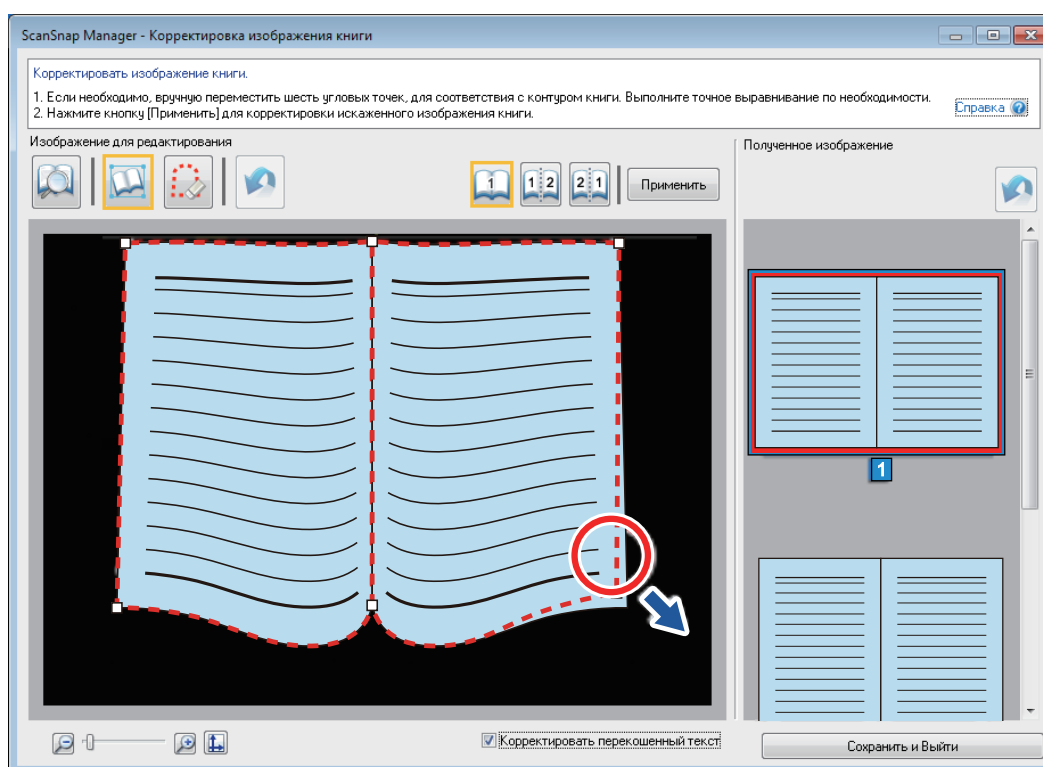 ScanSnap Manager - Корректировка изображения книги
Корректировать изображение книги.
1. Если необходимо, вручную переместить шесть угловых точек, для соответствия с контуром книги. Выполните точное выравнивание по необходимости.
2. Нажмите кнопку [Применить] для корректировки искаженного изображения книги.
Справка ?
Изображение для редактирования
Полученное изображение
1
1 2
2 1
Применить
1
Корректировать перекошенный текст
Сохранить и Выйти